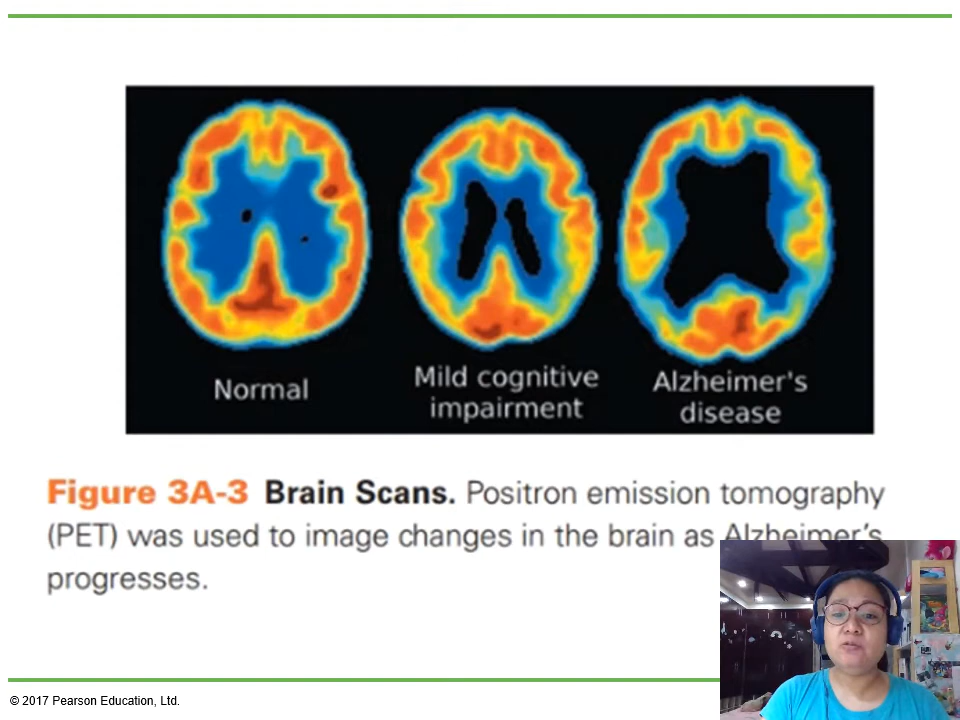 Normal
Mild cognitive
impairment
Alzheimer's
disease
Figure 3A-3 Brain Scans. Positron emission tomography
(PET) was used to image changes in the brain as Alzheimer's
progresses.
© 2017 Pearson Education, Ltd.